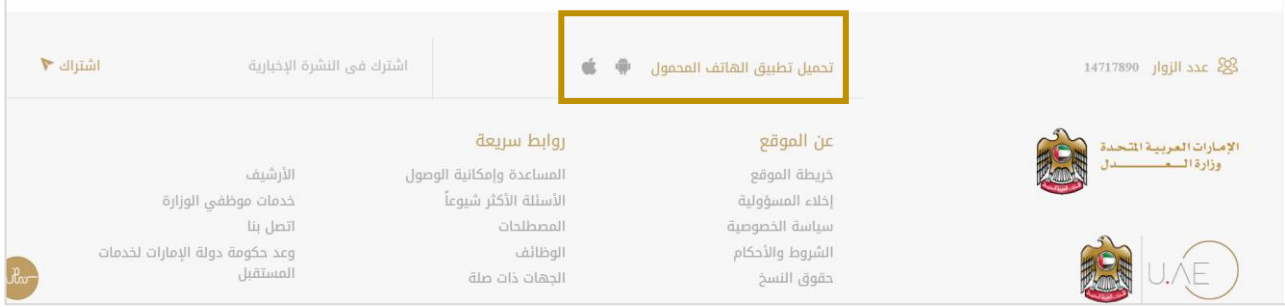 عدد الزوار 14717890
تحميل تطبيق الهاتف المحمول
اشترك فى النشرة الإخبارية
اشتراك
الإمارات العربية المتحدة
وزارة العدل
U.AE
عن الموقع
خريطة الموقع
إخلاء المسؤولية
سياسة الخصوصية
الشروط والأحكام
حقوق النسخ
روابط سريعة
المساعدة وإمكانية الوصول
الأسئلة الأكثر شيوعاً
المصطلحات
الوظائف
الجهات ذات صلة
الأرشيف
خدمات موظفي الوزارة
اتصل بنا
وعد حكومة دولة الإمارات لخدمات
المستقبل